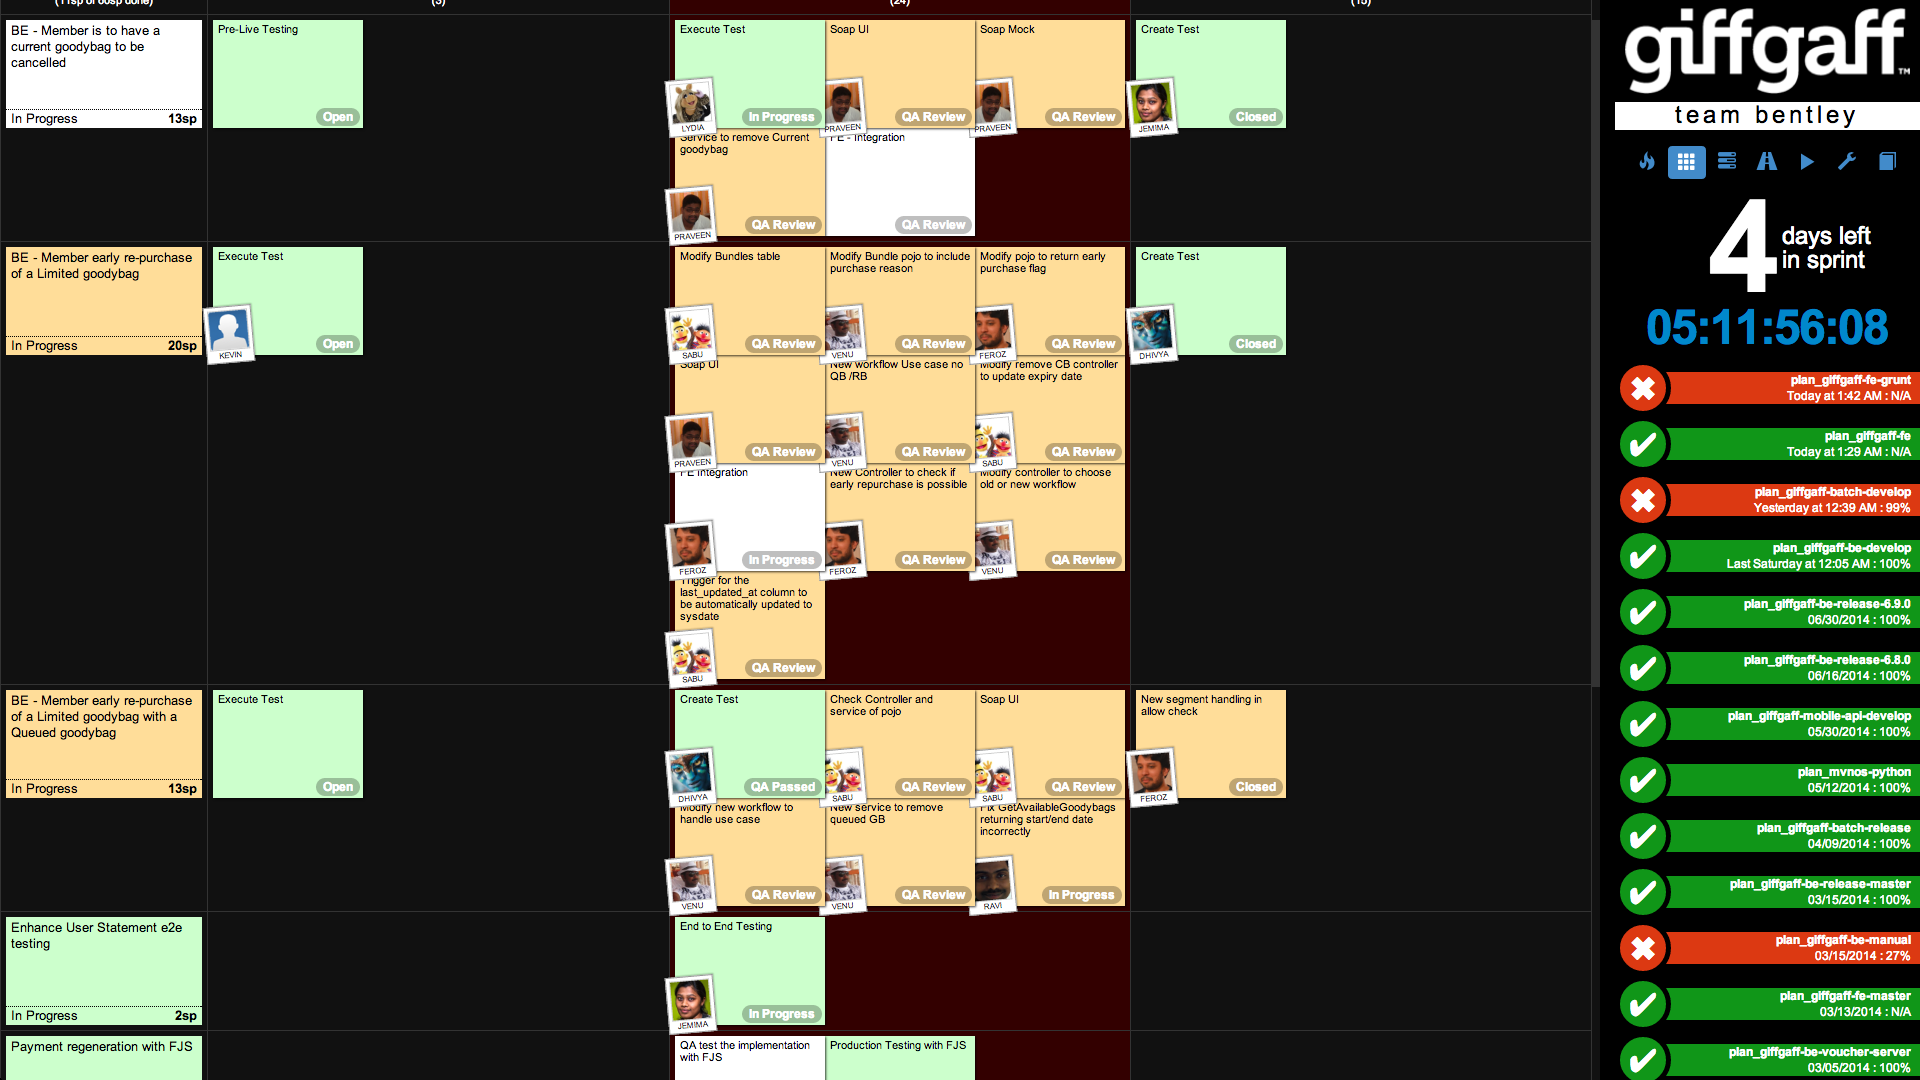 (11sp of 60sp done)
(3)
(24)
(15)
BE - Member is to have a
current goodybag to be
cancelled
In Progress 13sp
Pre-Live Testing
Open
Execute Test
In Progress
LYDIA
Soap UI
QA Review
PRAVEEN
Soap Mock
QA Review
PRAVEEN
Create Test
Closed
JEMIMA
Service to remove Current
goodybag
QA Review
PRAVEEN
FE - Integration
QA Review
BE - Member early re-purchase
of a Limited goodybag
In Progress 20sp
Execute Test
Open
KEVIN
Modify Bundles table
QA Review
SABU
Modify Bundle pojo to include
purchase reason
QA Review
VENU
Modify pojo to return early
purchase flag
QA Review
FEROZ
Create Test
Closed
DHIVYA
Soap UI
QA Review
PRAVEEN
New workflow Use case no
QB /RB
QA Review
VENU
Modify remove CB controller
to update expiry date
QA Review
SABU
FE Integration
In Progress
FEROZ
New Controller to check if
early repurchase is possible
QA Review
FEROZ
Modify controller to choose
old or new workflow
QA Review
VENU
Trigger for the
last_updated_at column to
be automatically updated to
sysdate
QA Review
SABU
BE - Member early re-purchase
of a Limited goodybag with a
Queued goodybag
In Progress 13sp
Execute Test
Open
Create Test
QA Passed
DHIVYA
Check Controller and
service of pojo
QA Review
SABU
Soap UI
QA Review
SABU
New segment handling in
allow check
Closed
FEROZ
Modify new workflow to
handle use case
QA Review
VENU
New service to remove
queued GB
QA Review
VENU
Fix GetAvailableGoodybags
returning start/end date
incorrectly
In Progress
RAVI
Enhance User Statement e2e
testing
In Progress 2sp
End to End Testing
In Progress
JEMIMA
Payment regeneration with FJS
QA test the implementation
with FJS
Production Testing with FJS
giffgaff™
team bentley
4 days left
in sprint
05:11:56:08
plan_giffgaff-fe-grunt
Today at 1:42 AM : N/A
plan_giffgaff-fe
Today at 1:29 AM : N/A
plan_giffgaff-batch-develop
Yesterday at 12:39 AM : 99%
plan_giffgaff-be-develop
Last Saturday at 12:05 AM : 100%
plan_giffgaff-be-release-6.9.0
06/30/2014 : 100%
plan_giffgaff-be-release-6.8.0
06/16/2014 : 100%
plan_giffgaff-mobile-api-develop
05/30/2014 : 100%
plan_mvnos-python
05/12/2014 : 100%
plan_giffgaff-batch-release
04/09/2014 : 100%
plan_giffgaff-be-release-master
03/15/2014 : 100%
plan_giffgaff-be-manual
03/15/2014 : 27%
plan_giffgaff-fe-master
03/13/2014 : N/A
plan_giffgaff-be-voucher-server
03/05/2014 : 100%